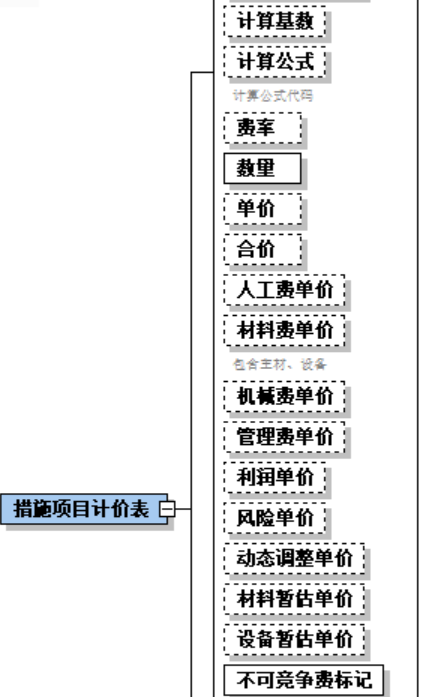 计算基数
计算公式
计算公式代码
费率
数量
单价
合价
人工费单价
材料费单价
包含主材、设备
机械费单价
管理费单价
利润单价
措施项目计价表
风险单价
动态调整单价
材料暂估单价
设备暂估单价
不可竞争费标记